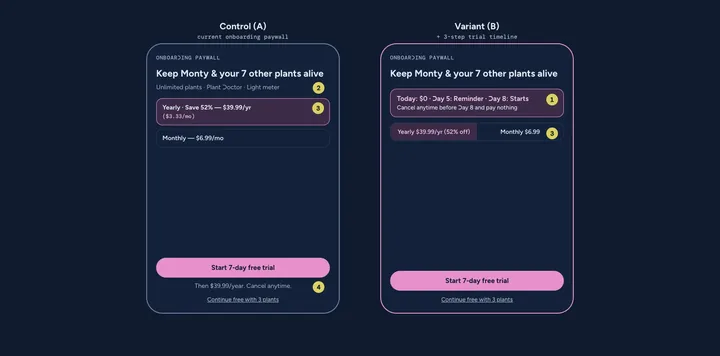 Control (A)
current onboarding paywall
ONBOARDING PAYWALL
Keep Monty & your 7 other plants alive
Unlimited plants · Plant Doctor · Light meter
2
Yearly · Save 52% — $39.99/yr
($3.33/mo)
3
Monthly — $6.99/mo
Start 7-day free trial
Then $39.99/year. Cancel anytime.
4
Continue free with 3 plants
Variant (B)
+ 3-step trial timeline
ONBOARDING PAYWALL
Keep Monty & your 7 other plants alive
Today: $0 · Day 5: Reminder · Day 8: Starts
Cancel anytime before Day 8 and pay nothing
1
Yearly $39.99/yr (52% off)
Monthly $6.99
3
Start 7-day free trial
Continue free with 3 plants